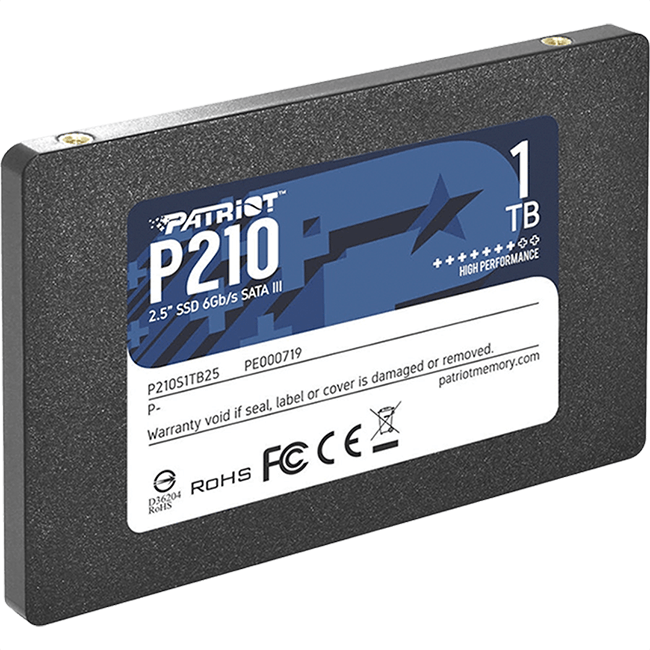 PATRIOT™
P210
2.5" SSD 6Gb/s SATA III
1
TB
HIGH PERFORMANCE
P210S1TB25 PE000719
P-
Warranty void if seal, label or cover is damaged or removed.
patriotmemory.com
D36204
RoHS
RoHS FC CE